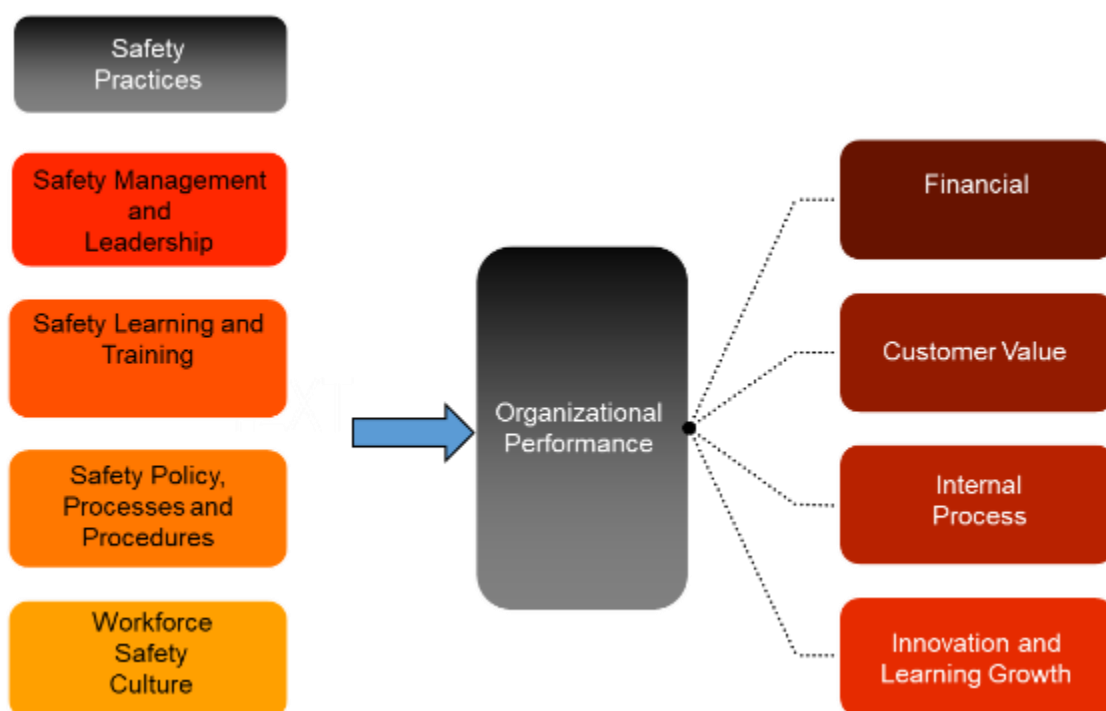 Safety
Practices
Safety Management
and
Leadership
Safety Learning and
Training
Safety Policy,
Processes and
Procedures
Workforce
Safety
Culture
Organizational
Performance
Financial
Customer Value
Internal
Process
Innovation and
Learning Growth